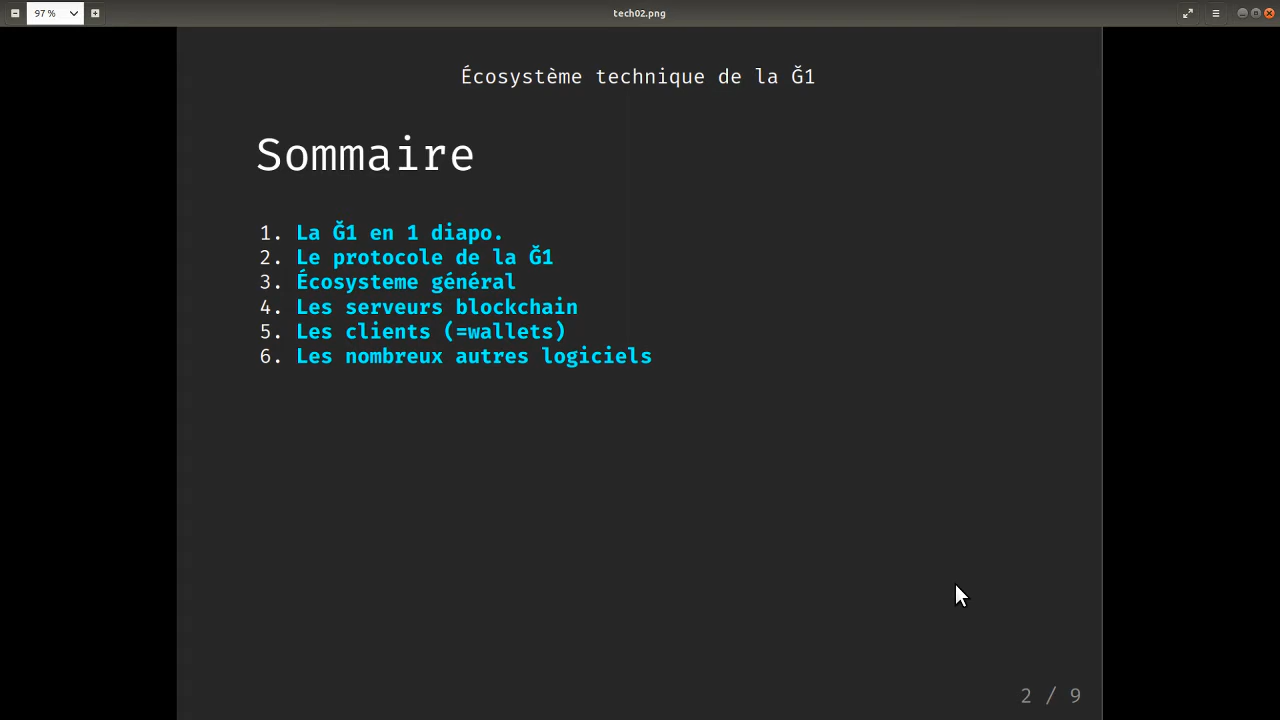 97 %
tech02.png
Écosystème technique de la Ğ1
Sommaire
1. La Ğ1 en 1 diapo.
2. Le protocole de la Ğ1
3. Écosysteme général
4. Les serveurs blockchain
5. Les clients (=wallets)
6. Les nombreux autres logiciels
2 / 9